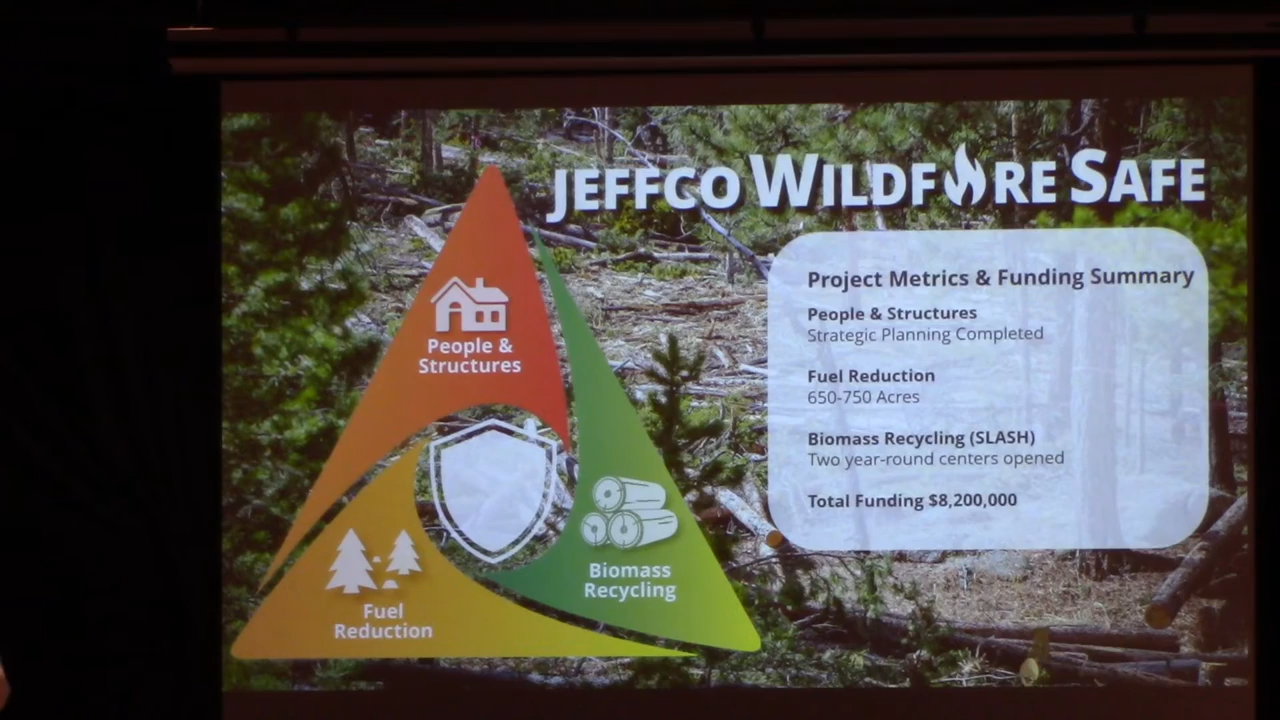 JEFFCO WILDFIRE SAFE
Project Metrics & Funding Summary
People & Structures
Strategic Planning Completed
Fuel Reduction
650-750 Acres
Biomass Recycling (SLASH)
Two year-round centers opened
Total Funding $8,200,000
People &
Structures
Biomass
Recycling
Fuel
Reduction